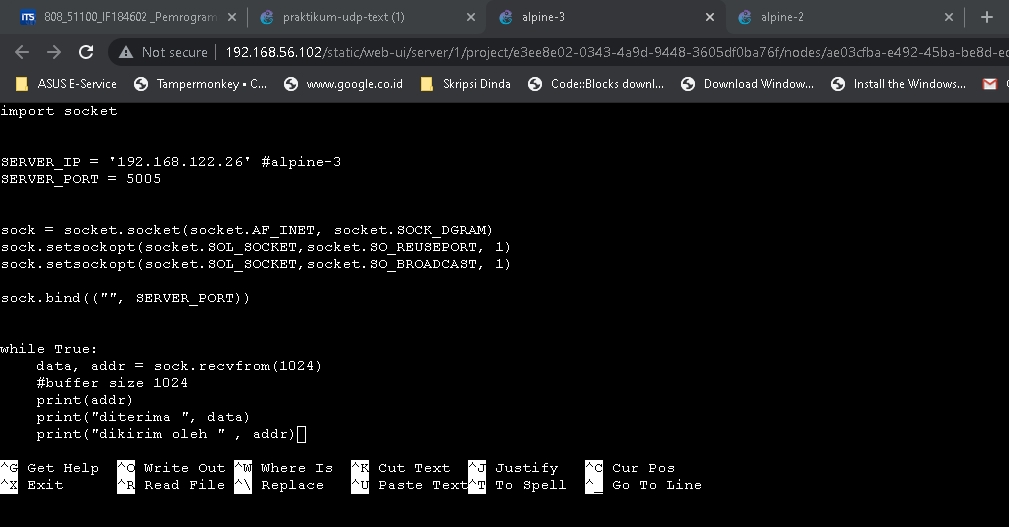 808_51100_IF184602_Pemrogram
praktikum-udp-text (1)
alpine-3
alpine-2
Not secure
192.168.56.102/static/web-ui/server/1/project/e3ee8e02-0343-4a9d-9448-3605df0ba76f/nodes/ae03cfba-e492-45ba-be8d-ec
ASUS E-Service
Tampermonkey • C...
www.google.co.id
Skripsi Dinda
Code::Blocks downl...
Download Window...
Install the Windows...
import socket
SERVER_IP = '192.168.122.26' #alpine-3
SERVER_PORT = 5005
sock = socket.socket(socket.AF_INET, socket.SOCK_DGRAM)
sock.setsockopt(socket.SOL_SOCKET,socket.SO_REUSEPORT, 1)
sock.setsockopt(socket.SOL_SOCKET,socket.SO_BROADCAST, 1)
sock.bind(("", SERVER_PORT))
while True:
    data, addr = sock.recvfrom(1024)
    #buffer size 1024
    print(addr)
    print("diterima ", data)
    print("dikirim oleh " , addr)
^G Get Help ^O Write Out ^W Where Is ^K Cut Text ^J Justify ^C Cur Pos
^X Exit ^R Read File ^\ Replace ^U Paste Text ^T To Spell ^_ Go To Line